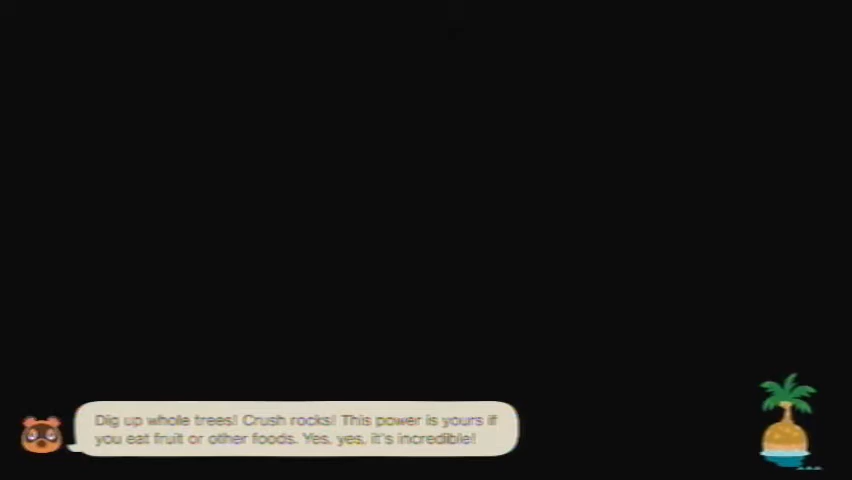 Dig up whole trees! Crush rocks! This power is yours if
you eat fruit or other foods. Yes, yes, it's incredible!